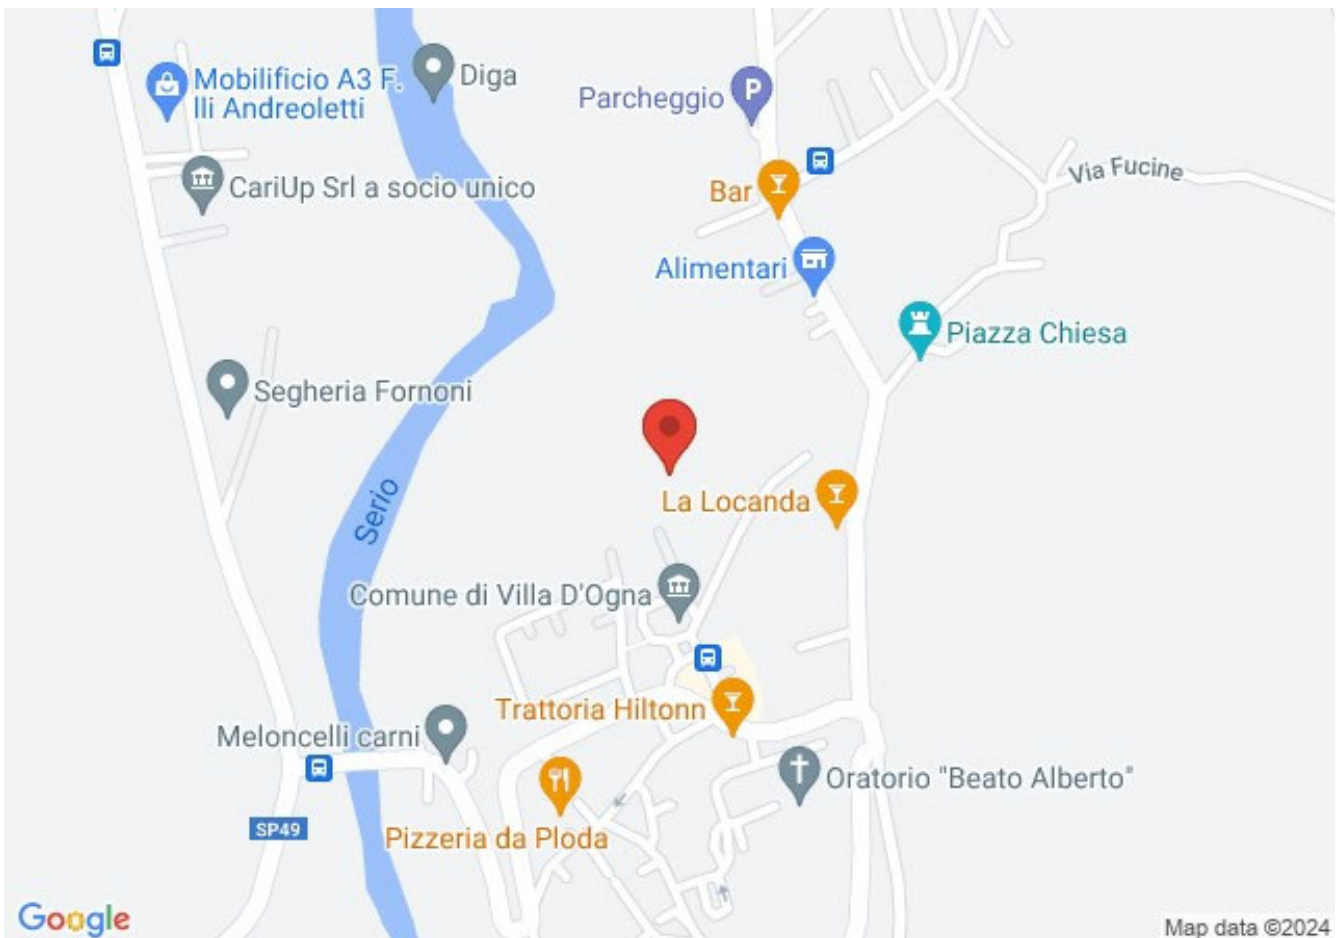 Mobilificio A3 F.
lli Andreoletti
Diga
Parcheggio
P
CariUp Srl a socio unico
Bar
Via Fucine
Alimentari
Piazza Chiesa
Segheria Fornoni
Serio
La Locanda
Comune di Villa D'Ogna
Trattoria Hiltonn
Meloncelli carni
Oratorio "Beato Alberto"
SP49
Pizzeria da Ploda
Google
Map data ©2024